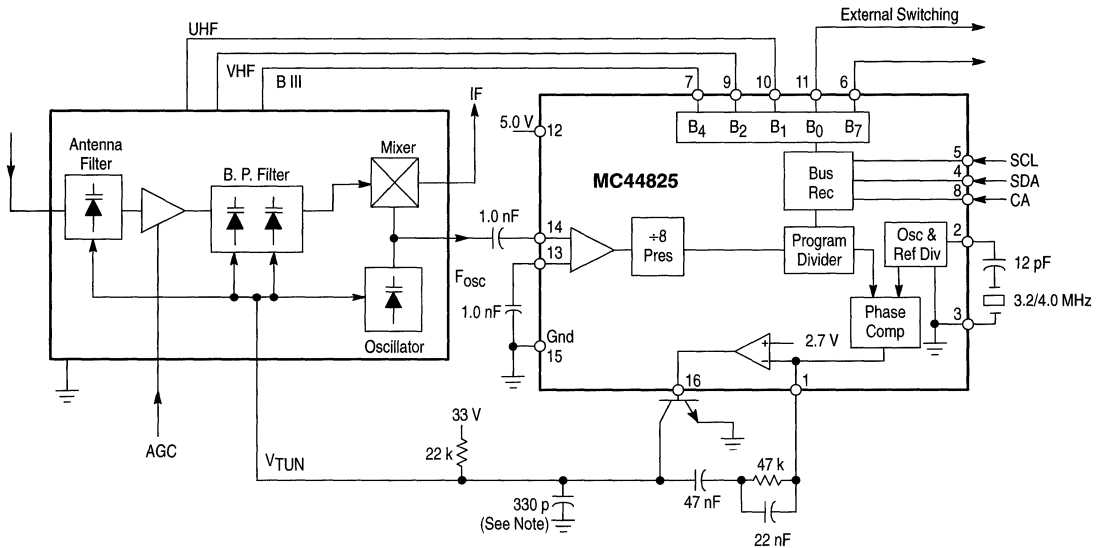 External Switching
UHF
VHF
B III
7
9
10
11
6
IF
5.0 V
12
B4
B2
B1
B0
B7
Antenna
Filter
B. P. Filter
Mixer
MC44825
Bus
Rec
5
SCL
4
SDA
8
CA
1.0 nF
14
13
÷8
Pres
Program
Divider
Osc &
Ref Div
2
12 pF
3.2/4.0 MHz
3
Fosc
1.0 nF
Phase
Comp
Gnd
15
Oscillator
+
–
2.7 V
16
1
AGC
33 V
22 k
VTUN
47 k
47 nF
330 p
(See Note)
22 nF